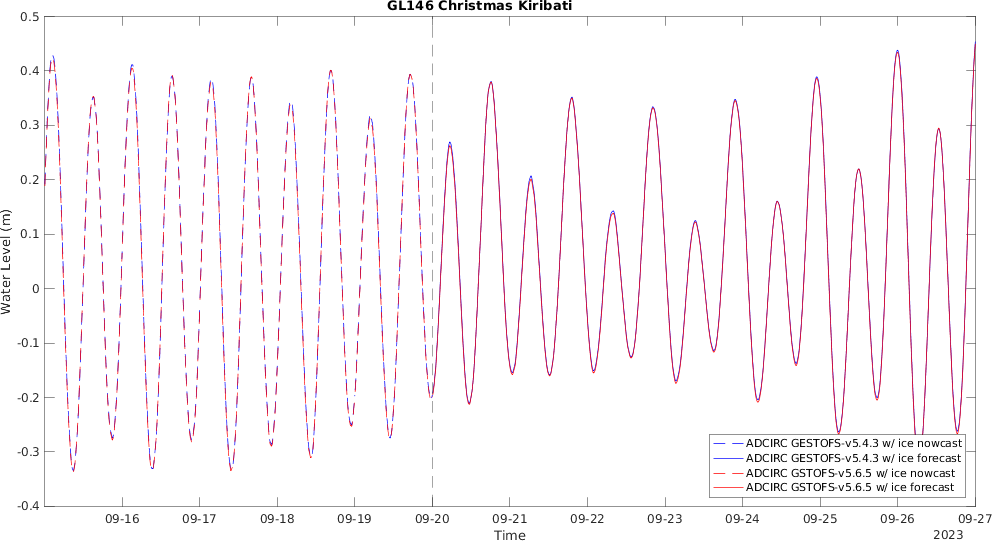 GL146 Christmas Kiribati
0.5
0.4
0.3
0.2
0.1
0
-0.1
-0.2
-0.3
-0.4
Water Level (m)
ADCIRC GESTOFS-v5.4.3 w/ ice nowcast
ADCIRC GESTOFS-v5.4.3 w/ ice forecast
ADCIRC GSTOFS-v5.6.5 w/ ice nowcast
ADCIRC GSTOFS-v5.6.5 w/ ice forecast
09-16 09-17 09-18 09-19 09-20 09-21 09-22 09-23 09-24 09-25 09-26 09-27
Time
2023